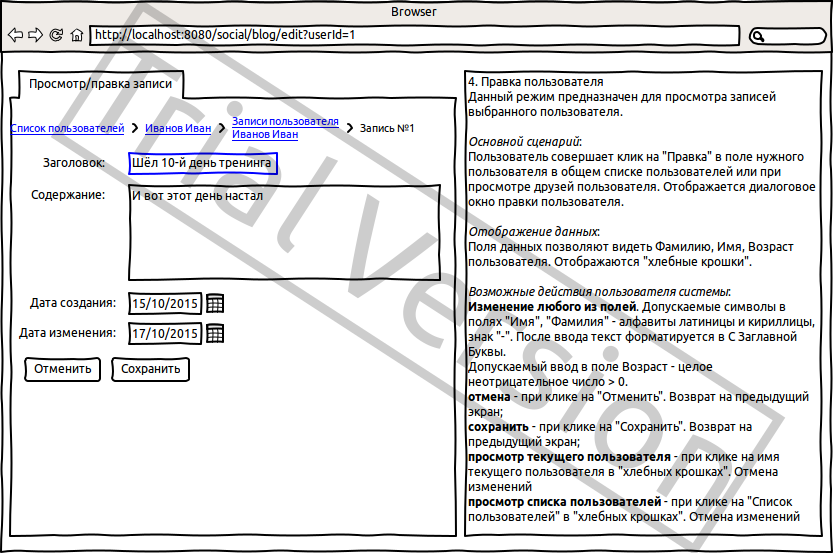 Browser
http://localhost:8080/social/blog/edit?userId=1
Просмотр/правка записи
Список пользователей
Иванов Иван
Записи пользователя
Иванов Иван
Запись №1
Заголовок:
Шёл 10-й день тренинга
Содержание:
И вот этот день настал
Дата создания:
15/10/2015
Дата изменения:
17/10/2015
Отменить
Сохранить
4. Правка пользователя
Данный режим предназначен для просмотра записей
выбранного пользователя.
Основной сценарий:
Пользователь совершает клик на "Правка" в поле нужного
пользователя в общем списке пользователей или при
просмотре друзей пользователя. Отображается диалоговое
окно правки пользователя.
Отображение данных:
Поля данных позволяют видеть Фамилию, Имя, Возраст
пользователя. Отображаются "хлебные крошки".
Возможные действия пользователя системы:
Изменение любого из полей. Допускаемые символы в
полях "Имя", "Фамилия" - алфавиты латиницы и кириллицы,
знак "-". После ввода текст форматируется в С Заглавной
Буквы.
Допускаемый ввод в поле Возраст - целое
неотрицательное число > 0.
отмена - при клике на "Отменить". Возврат на предыдущий
экран;
сохранить - при клике на "Сохранить". Возврат на
предыдущий экран;
просмотр текущего пользователя - при клике на имя
текущего пользователя в "хлебных крошках". Отмена
изменений
просмотр списка пользователей - при клике на "Список
пользователей" в "хлебных крошках". Отмена изменений
Trial Version